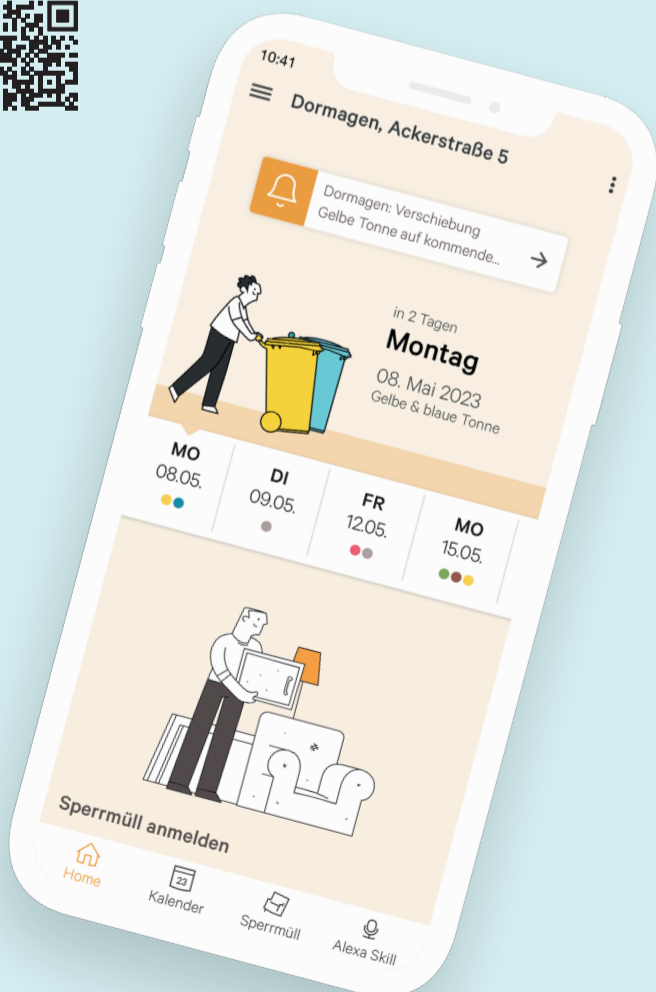 10:41
Dormagen, Ackerstraße 5
Dormagen: Verschiebung
Gelbe Tonne auf kommende...
in 2 Tagen
Montag
08. Mai 2023
Gelbe & blaue Tonne
MO
08.05.
DI
09.05.
FR
12.05.
MO
15.05.
Sperrmüll anmelden
Home
23
Kalender
Sperrmüll
Alexa Skill